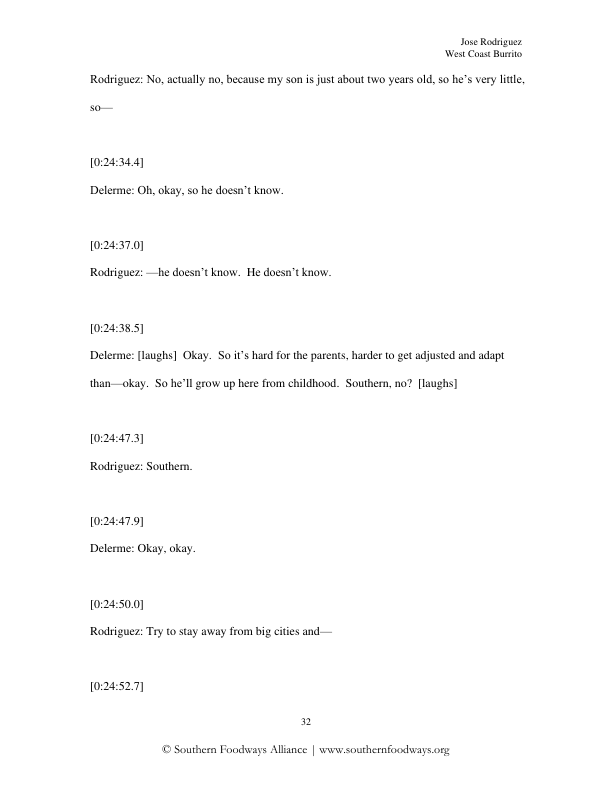 Jose Rodriguez
West Coast Burrito
Rodriguez: No, actually no, because my son is just about two years old, so he’s very little,
so—
[0:24:34.4]
Delerme: Oh, okay, so he doesn’t know.
[0:24:37.0]
Rodriguez: —he doesn’t know.  He doesn’t know.
[0:24:38.5]
Delerme: [laughs]  Okay.  So it’s hard for the parents, harder to get adjusted and adapt
than—okay.  So he’ll grow up here from childhood.  Southern, no?  [laughs]
[0:24:47.3]
Rodriguez: Southern.
[0:24:47.9]
Delerme: Okay, okay.
[0:24:50.0]
Rodriguez: Try to stay away from big cities and—
[0:24:52.7]
32
© Southern Foodways Alliance | www.southernfoodways.org